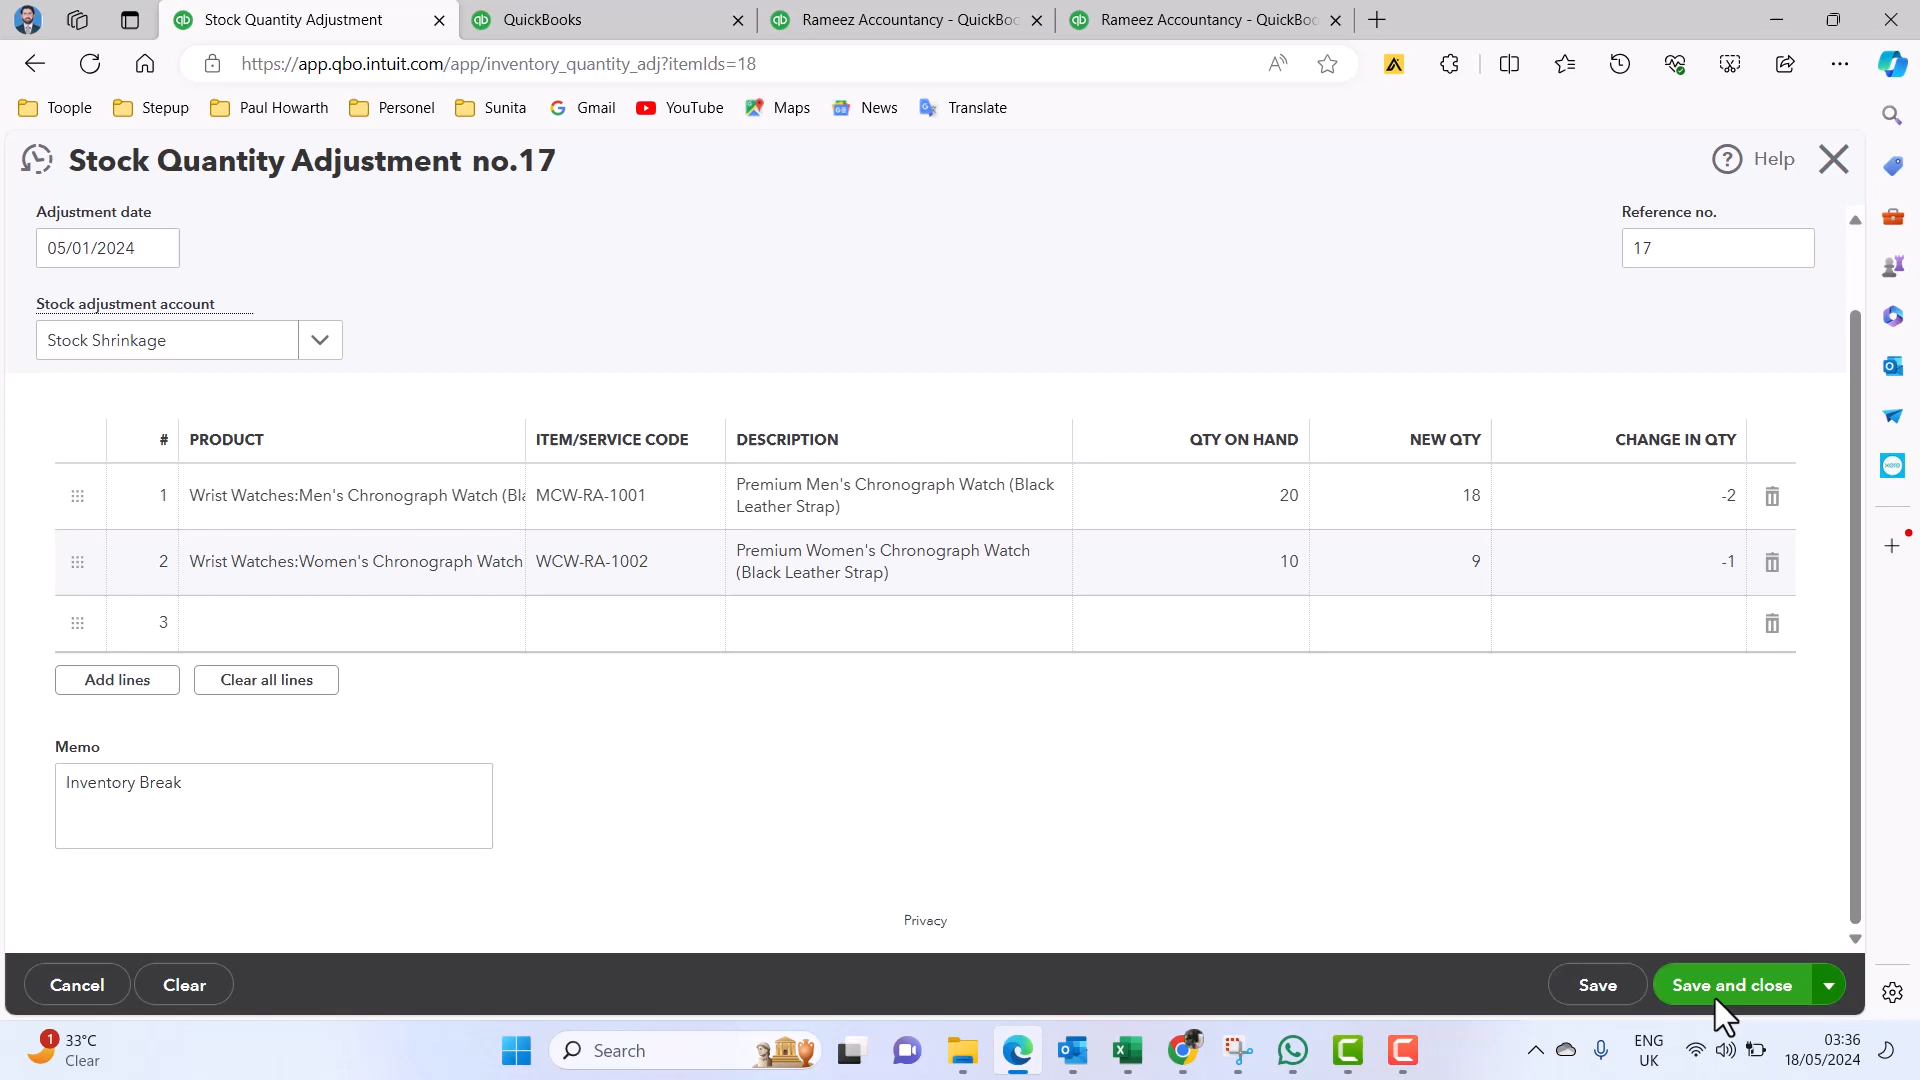 Stock Quantity Adjustment
QuickBooks
Rameez Accountancy - QuickBoo
Rameez Accountancy - QuickBoo
https://app.qbo.intuit.com/app/inventory_quantity_adj?itemIds=18
Toople
Stepup
Paul Howarth
Personel
Sunita
Gmail
YouTube
Maps
News
Translate
Stock Quantity Adjustment no.17
Help
Adjustment date
Reference no.
05/01/2024
17
Stock adjustment account
Stock Shrinkage
# PRODUCT ITEM/SERVICE CODE DESCRIPTION QTY ON HAND NEW QTY CHANGE IN QTY
1 Wrist Watches:Men's Chronograph Watch (Bla MCW-RA-1001 Premium Men's Chronograph Watch (Black 20 18 -2
Leather Strap)
2 Wrist Watches:Women's Chronograph Watch WCW-RA-1002 Premium Women's Chronograph Watch 10 9 -1
(Black Leather Strap)
3
Add lines
Clear all lines
Memo
Inventory Break
Privacy
Cancel
Clear
Save
Save and close
1
33°C
Clear
Search
ENG
UK
03:36
18/05/2024